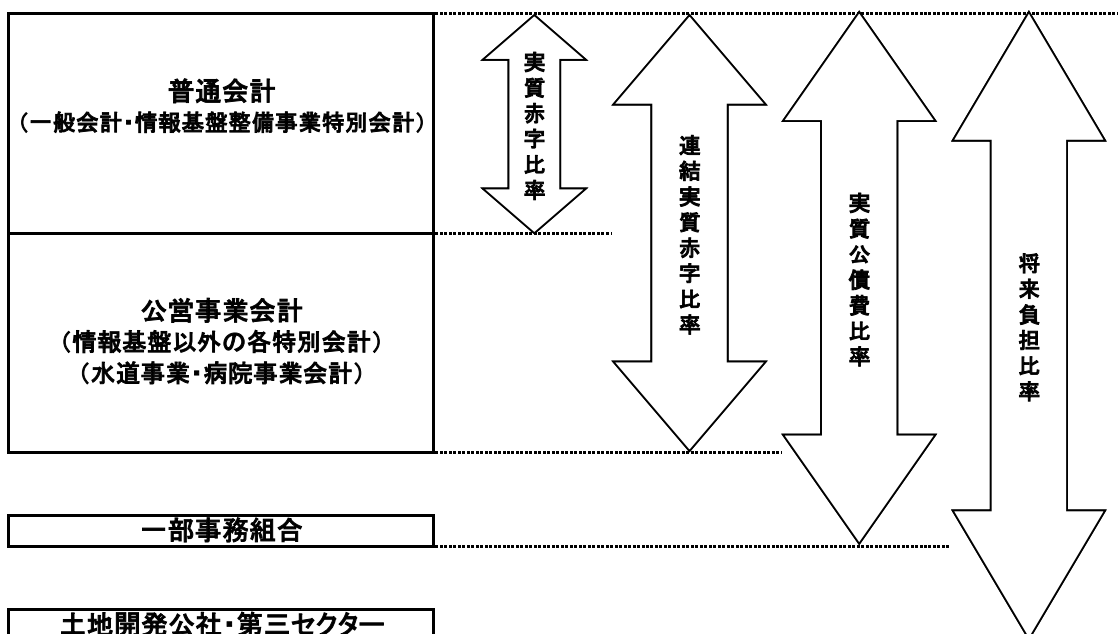 普通会計
（一般会計・情報基盤整備事業特別会計）
実質赤字比率
連結実質赤字比率
実質公債費比率
将来負担比率
公営事業会計
（情報基盤以外の各特別会計）
（水道事業・病院事業会計）
一部事務組合
土地開発公社・第三セクター